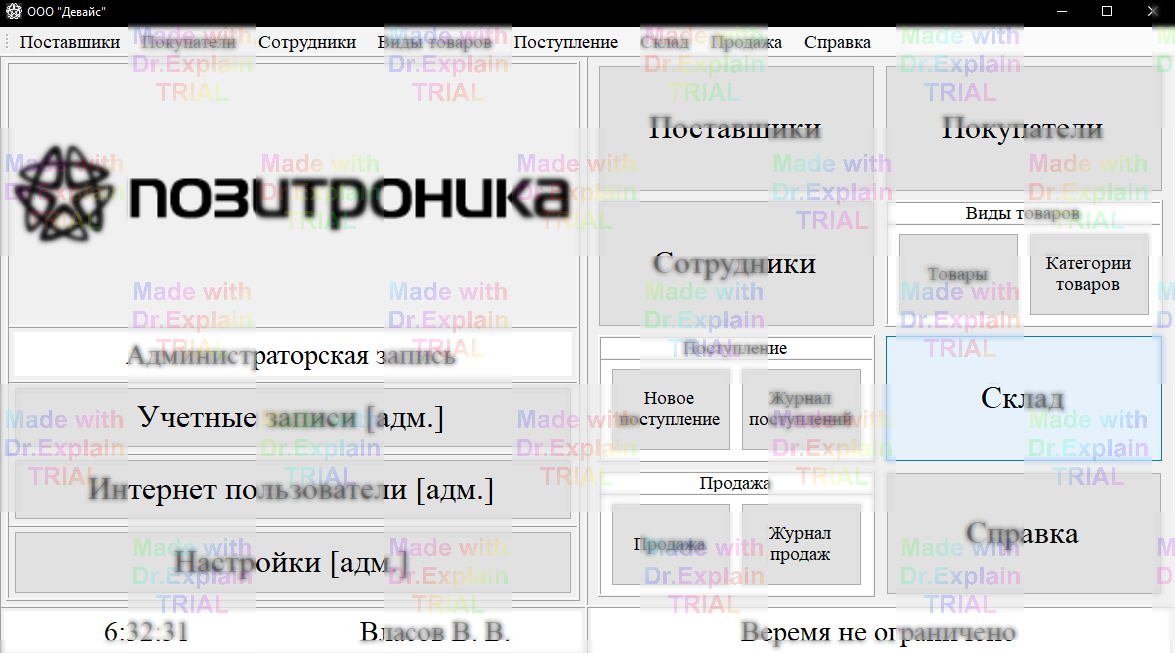 ООО "Девайс"
Поставщики Покупатели Сотрудники Виды товаров Поступление Склад Продажа Справка
позитроника
Администраторская запись
Учетные записи [адм.]
Интернет пользователи [адм.]
Настройки [адм.]
6:32:31 Власов В. В.
Поставщики
Покупатели
Сотрудники
Виды товаров
Товары
Категории
товаров
Поступление
Новое
поступление
Журнал
поступлений
Склад
Продажа
Продажа
Журнал
продаж
Справка
Веремя не ограничено
Made with
Dr.Explain
TRIAL